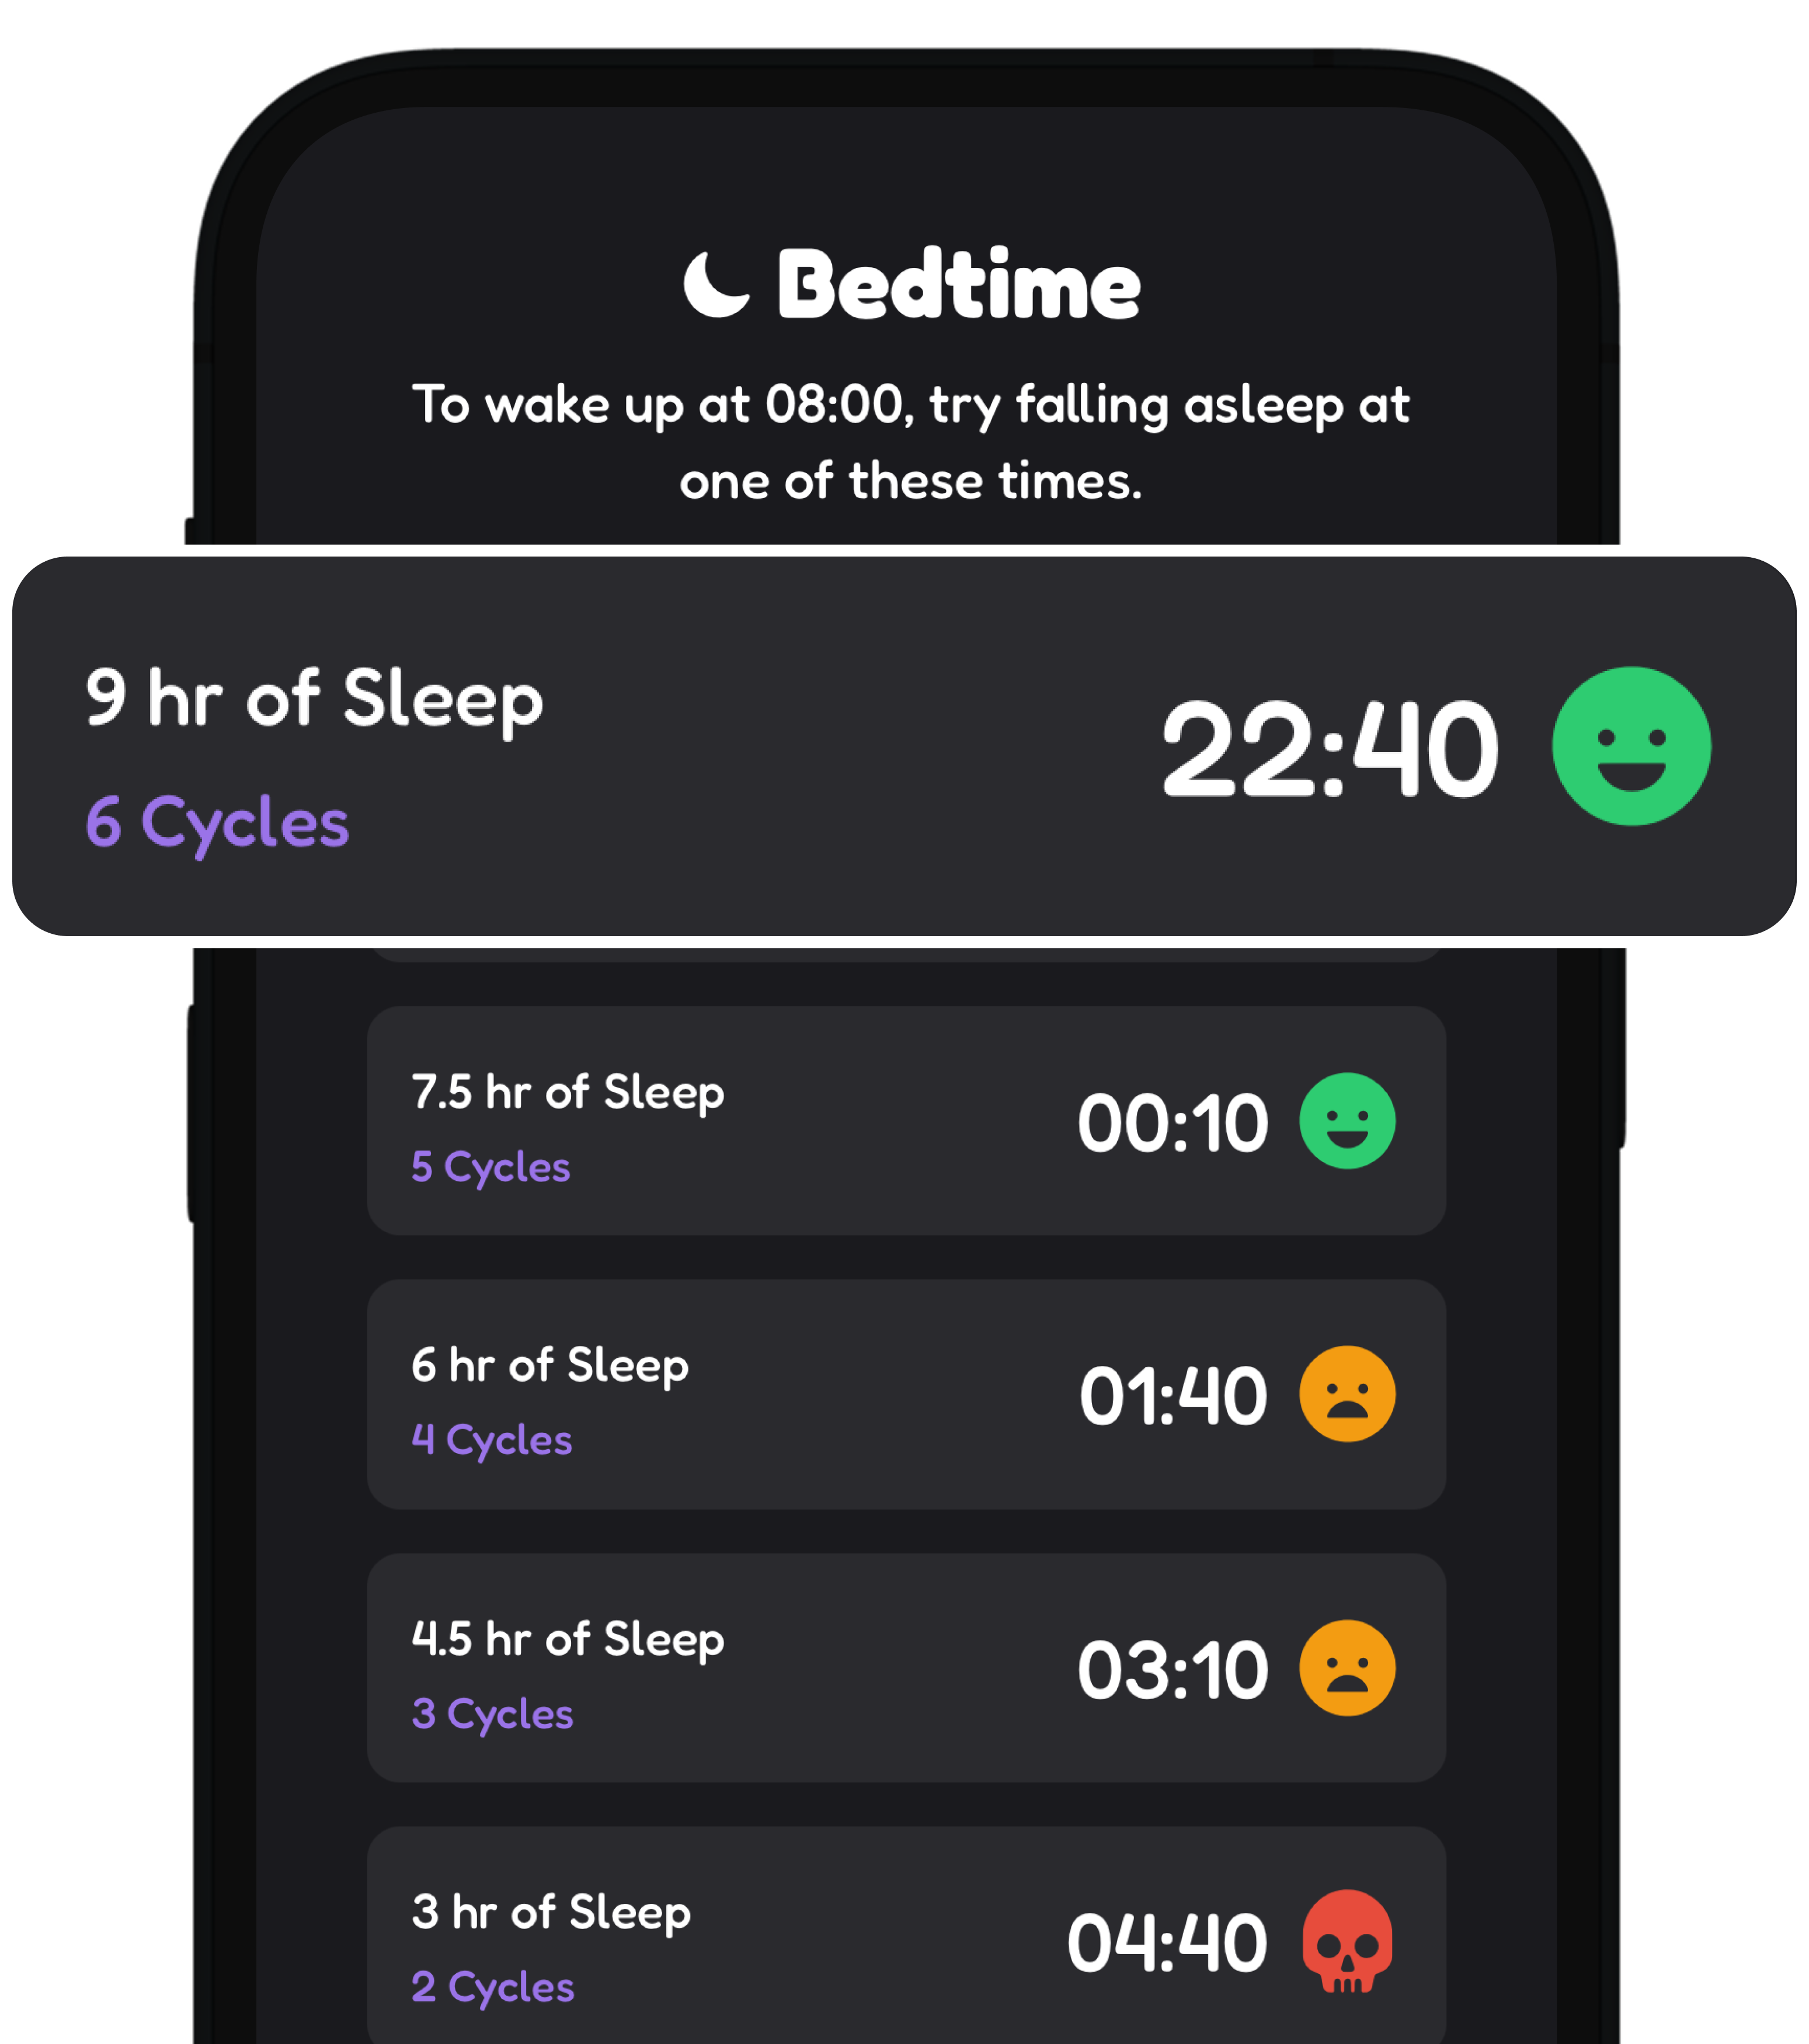 Bedtime
To wake up at 08:00, try falling asleep at
one of these times.
9 hr of Sleep
22:40
6 Cycles
7.5 hr of Sleep
00:10
5 Cycles
6 hr of Sleep
01:40
4 Cycles
4.5 hr of Sleep
03:10
3 Cycles
3 hr of Sleep
04:40
2 Cycles